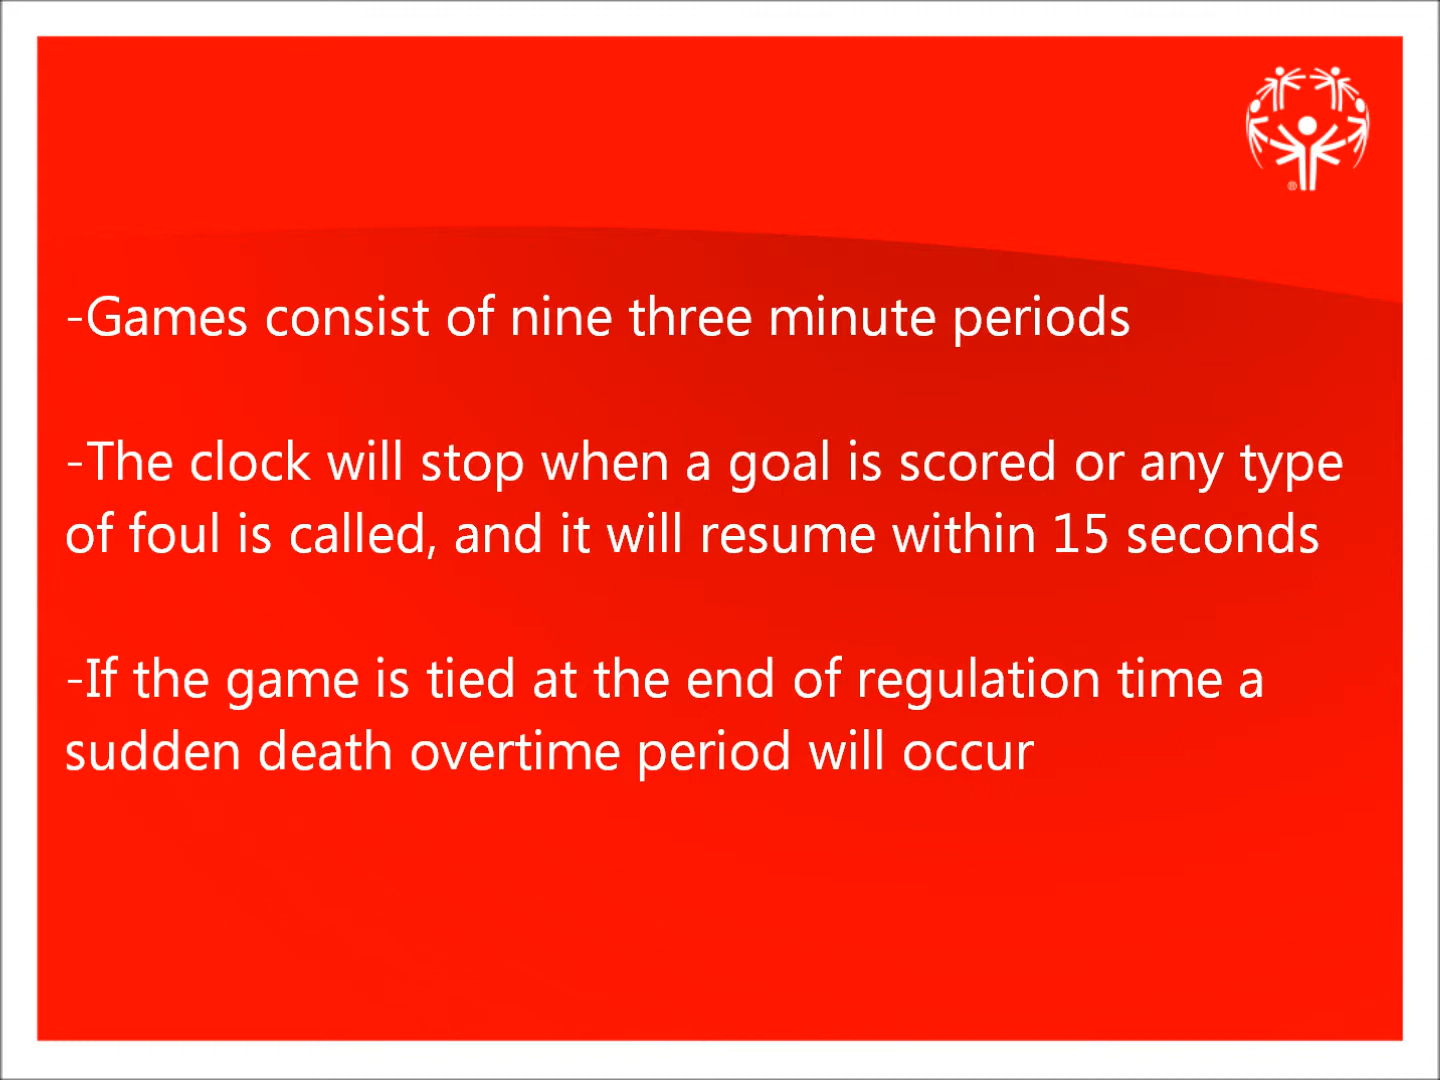 -Games consist of nine three minute periods
-The clock will stop when a goal is scored or any type
of foul is called, and it will resume within 15 seconds
-If the game is tied at the end of regulation time a
sudden death overtime period will occur
®